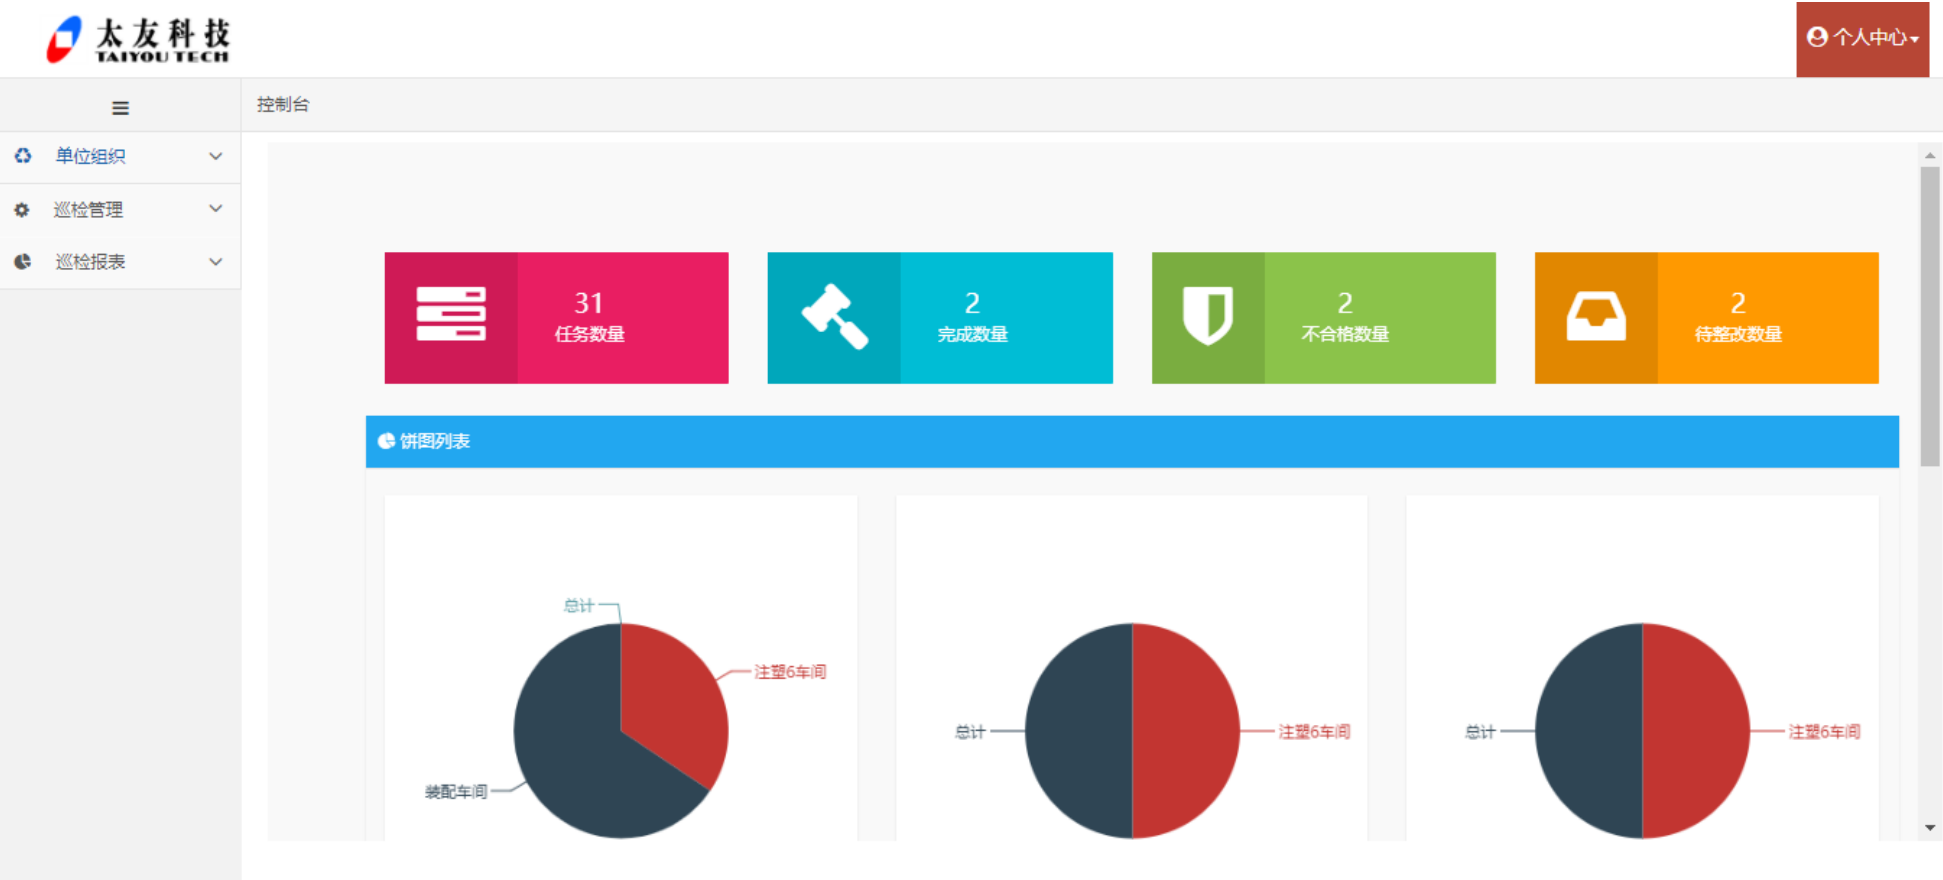 太友科技
TAIYOU TECH
个人中心
控制台
单位组织
巡检管理
巡检报表
31
任务数量
2
完成数量
2
不合格数量
2
待整改数量
饼图列表
总计
注塑6车间
装配车间
总计
注塑6车间
总计
注塑6车间